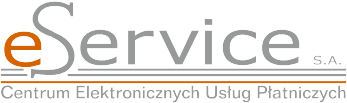 eService S.A.
Centrum Elektronicznych Usług Płatniczych